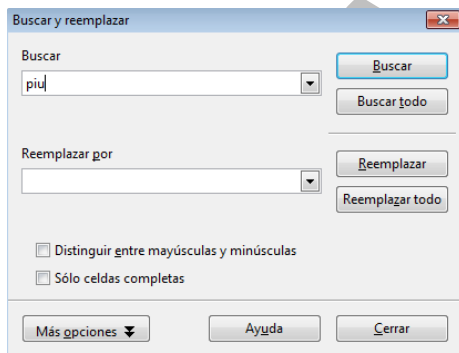 Buscar y reemplazar
Buscar
piu
Buscar
Buscar todo
Reemplazar por
Reemplazar
Reemplazar todo
Distinguir entre mayúsculas y minúsculas
Sólo celdas completas
Más opciones
Ayuda
Cerrar